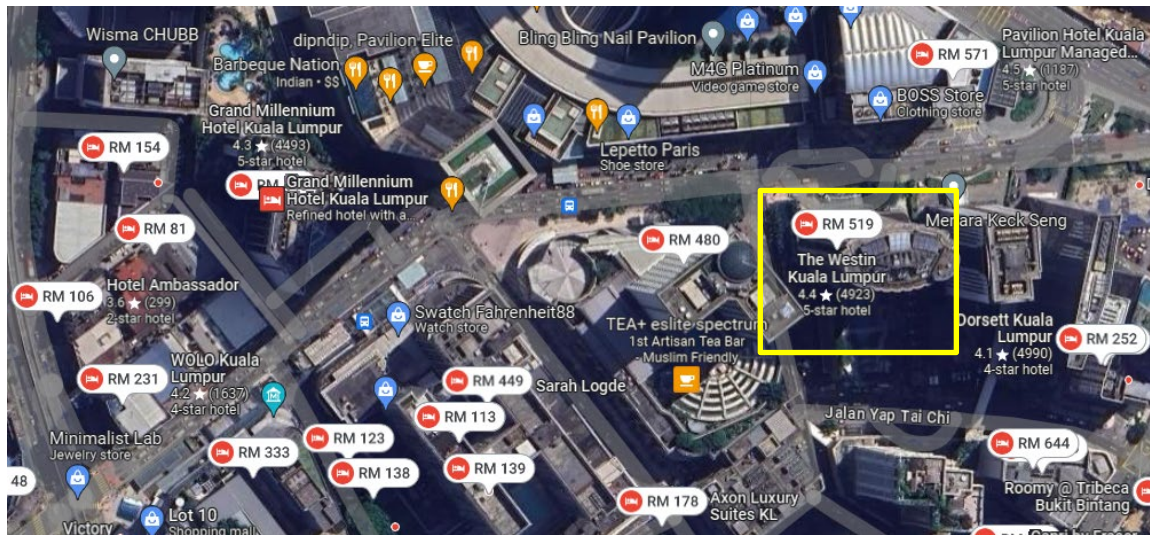 Wisma CHUBB
dipndip, Pavilion Elite
Barbeque Nation
Indian • $$
Bling Bling Nail Pavilion
M4G Platinum
Video game store
RM 571
Pavilion Hotel Kuala
Lumpur Managed...
4.5 ★ (1187)
5-star hotel
BOSS Store
Clothing store
Grand Millennium
Hotel Kuala Lumpur
4.3 ★ (4493)
5-star hotel
RM 154
Lepetto Paris
Shoe store
Grand Millennium
Hotel Kuala Lumpur
Refined hotel with a...
RM 81
RM 480
RM 519
Menara Keck Seng
The Westin
Kuala Lumpur
4.4 ★ (4923)
5-star hotel
Hotel Ambassador
3.6 ★ (299)
2-star hotel
RM 106
Swatch Fahrenheit88
Watch store
TEA+ eslite spectrum
1st Artisan Tea Bar
- Muslim Friendly
Dorsett Kuala
Lumpur
4.1 ★ (4990)
4-star hotel
RM 252
WOLO Kuala
Lumpur
4.2 ★ (1637)
4-star hotel
RM 231
RM 449
Sarah Logde
RM 113
Jalan Yap Tai Chi
Minimalist Lab
Jewelry store
RM 123
RM 333
RM 138
RM 139
RM 644
48
RM 178
Axon Luxury
Suites KL
Roomy @ Tribeca
Bukit Bintang
Lot 10
Shopping mall
Victory